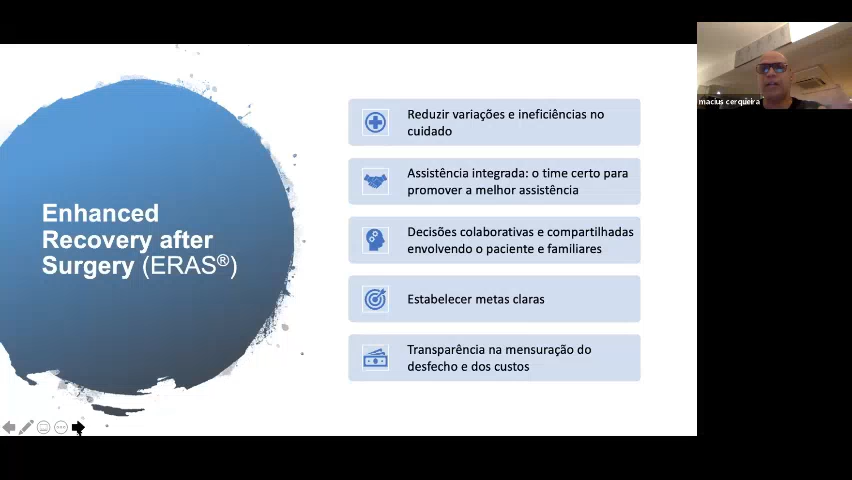 macius cerqueira
Reduzir variações e ineficiências no
cuidado
Assistência integrada: o time certo para
promover a melhor assistência
Enhanced
Recovery after
Surgery (ERAS®)
Decisões colaborativas e compartilhadas
envolvendo o paciente e familiares
Estabelecer metas claras
Transparência na mensuração do
desfecho e dos custos